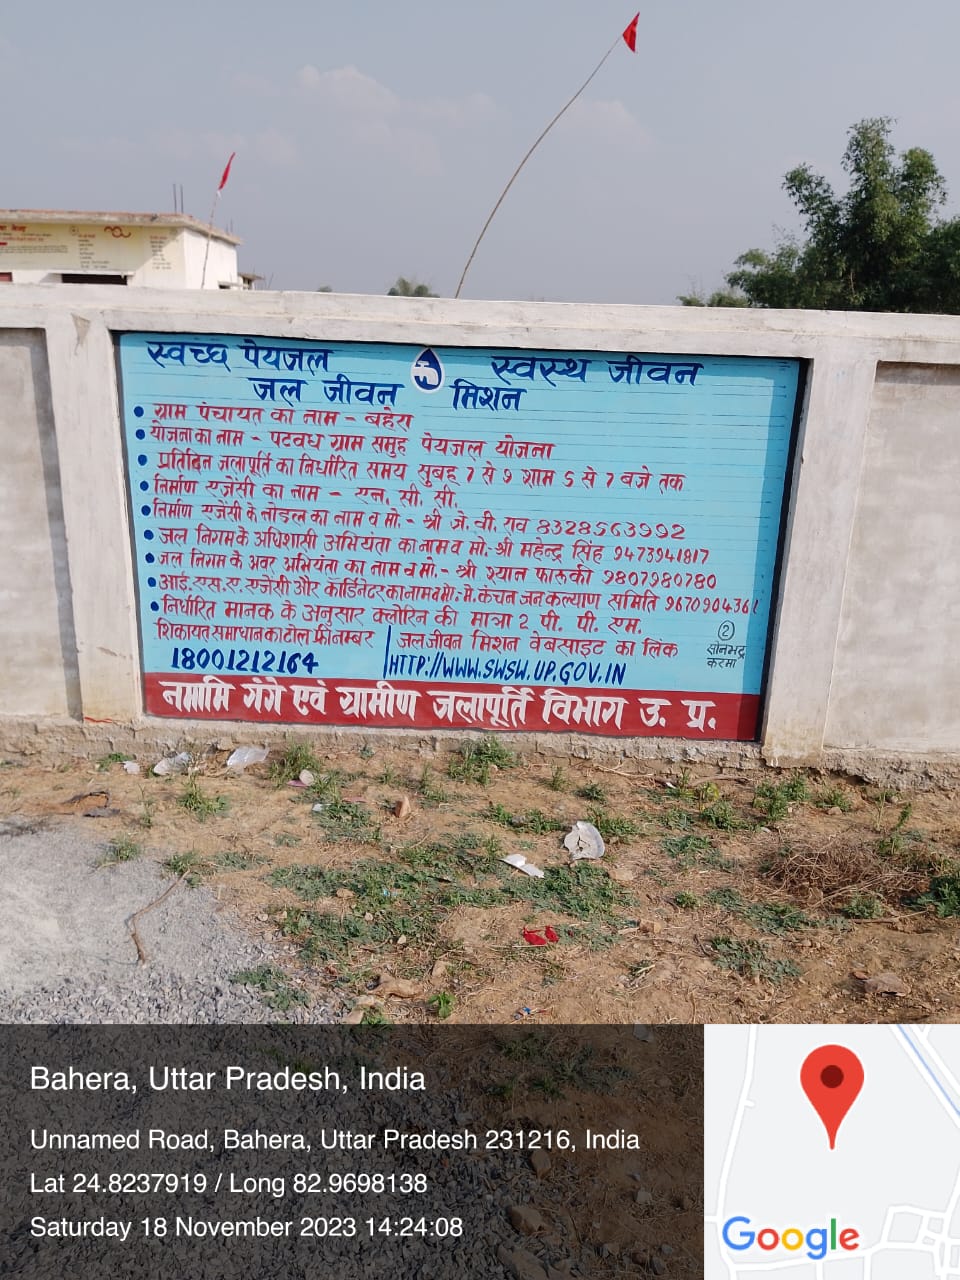 स्वच्छ पेयजल स्वस्थ जीवन
जल जीवन मिशन
• ग्राम पंचायत का नाम - बहेरा
• योजना का नाम - पटवध ग्राम समुह पेयजल योजना
• प्रतिदिन जलापूर्ति का निर्धारित समय सुबह 7 से 9 शाम 5 से 7 बजे तक
• निर्माण एजेंसी का नाम - एन. सी. सी.
• निर्माण एजेंसी के नोडल का नाम व मो. - श्री जे. वी. राव 8328563992
• जल निगम के अधिशासी अभियंता का नाम व मो. - श्री महेन्द्र सिंह 9473941817
• जल निगम के अवर अभियंता का नाम व मो. - श्री श्यान फारूकी 9807980780
• आई. एस. ए. एजेंसी और कॉर्डिनेटर का नाम व मो. - मे. कंचन जन कल्याण समिति 967090436
• निर्धारित मानक के अनुसार क्लोरिन की मात्रा 2 पी. पी. एम.
शिकायत समाधान का टोल फ्री नम्बर
18001212164
जल जीवन मिशन वेबसाइट का लिंक
HTTP://WWW.SWSW.UP.GOV.IN
2
सोनभद्र
करमा
नमामि गंगे एवं ग्रामीण जलापूर्ति विभाग उ. प्र.
Bahera, Uttar Pradesh, India
Unnamed Road, Bahera, Uttar Pradesh 231216, India
Lat 24.8237919 / Long 82.9698138
Saturday 18 November 2023 14:24:08
Google